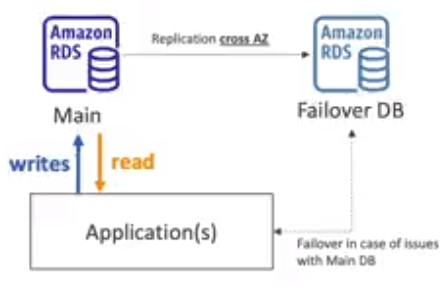 Amazon
RDS
Replication cross AZ
Amazon
RDS
Main
Failover DB
writes
read
Application(s)
Failover in case of issues
with Main DB